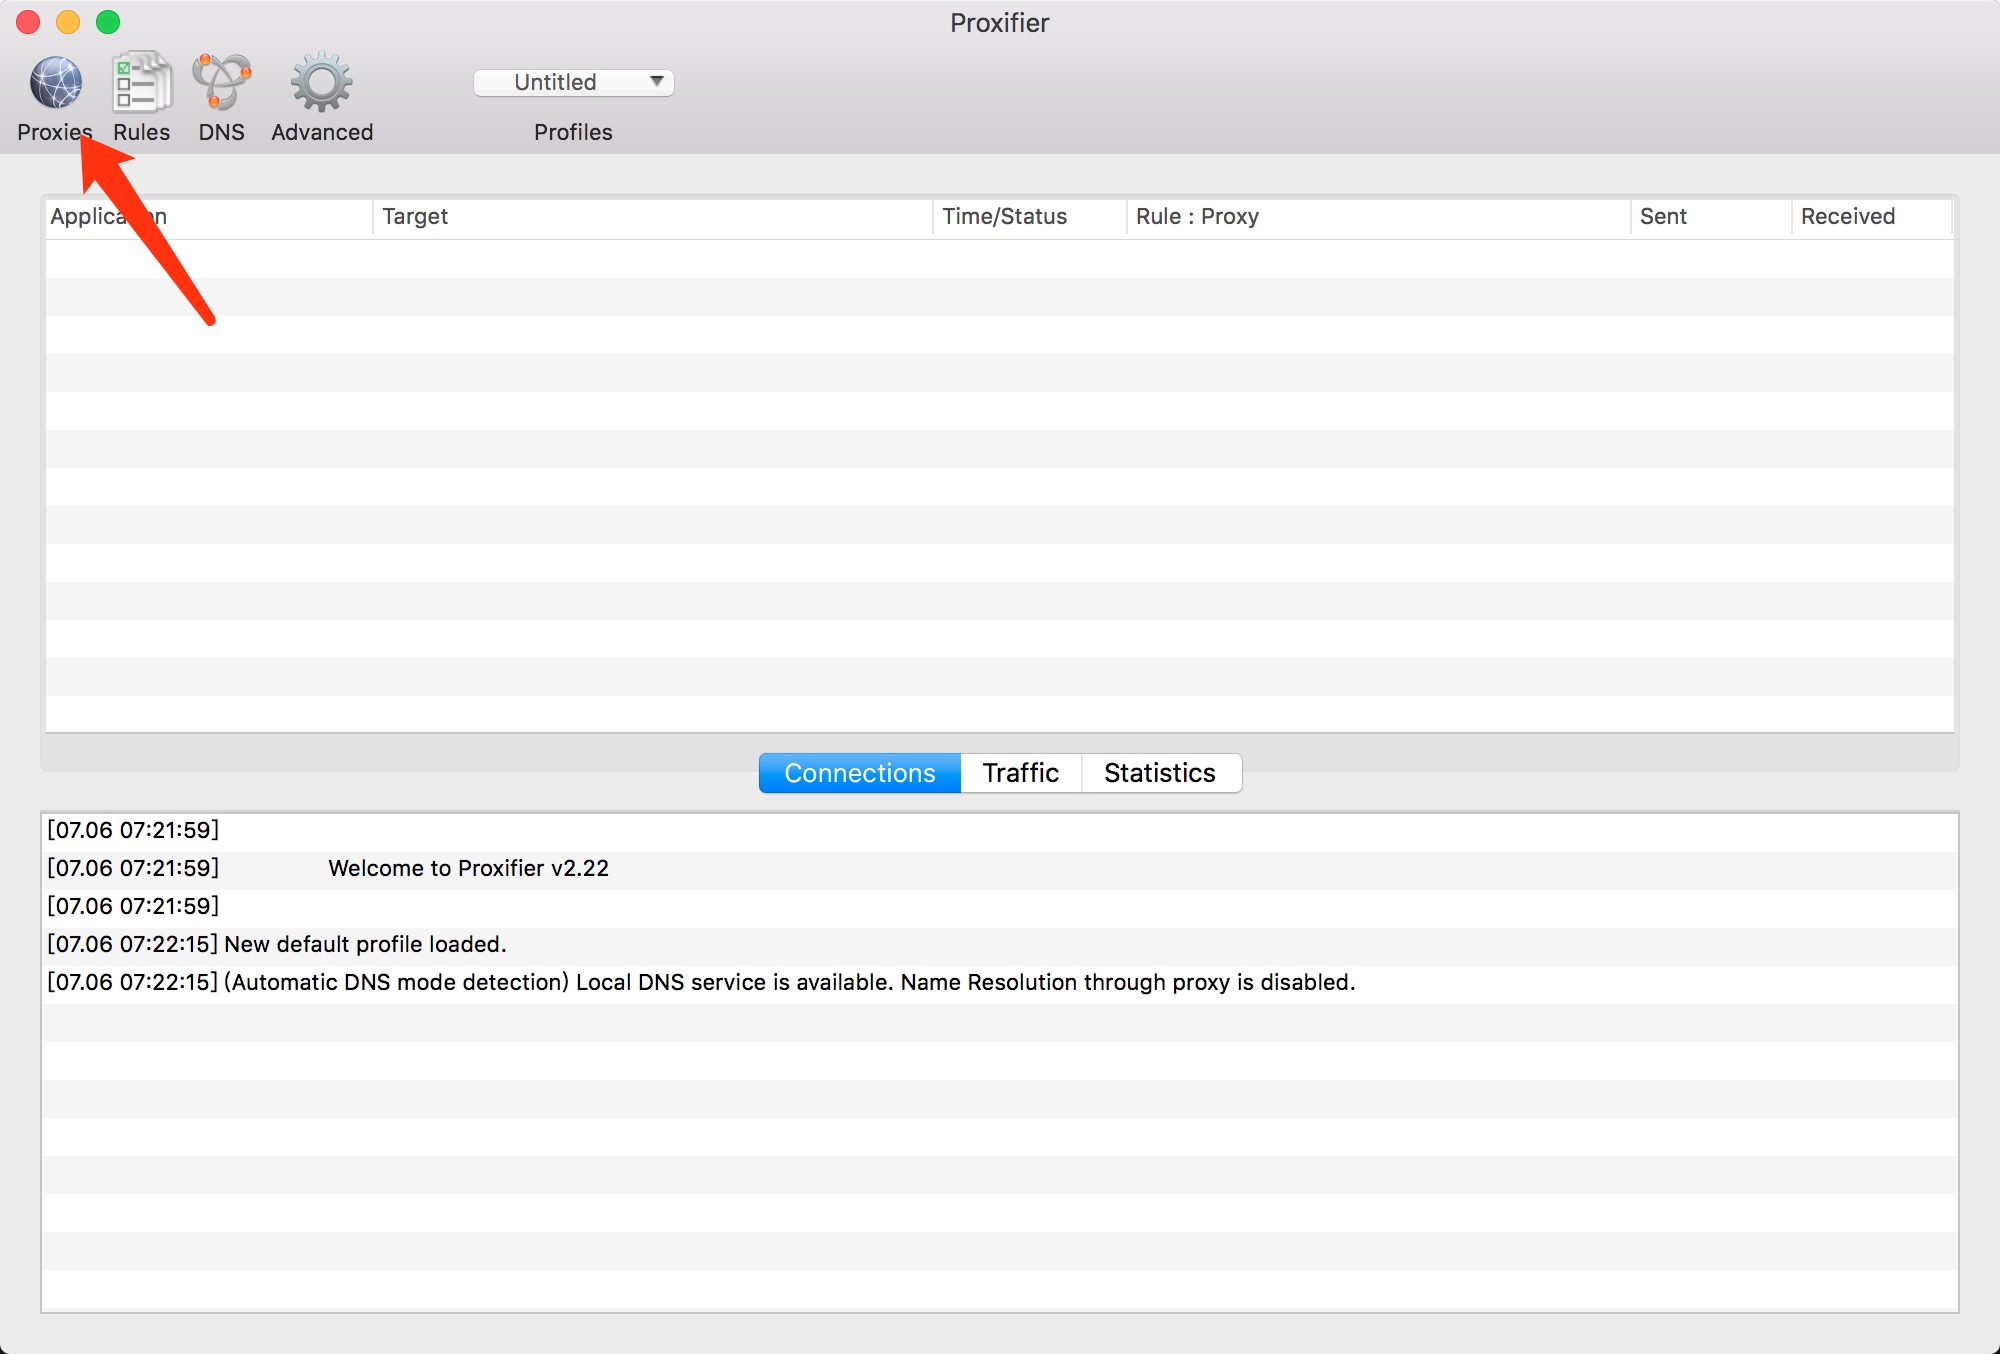 Proxifier
Untitled
Proxies Rules DNS Advanced Profiles
Application Target Time/Status Rule : Proxy Sent Received
Connections Traffic Statistics
[07.06 07:21:59]
[07.06 07:21:59] Welcome to Proxifier v2.22
[07.06 07:21:59]
[07.06 07:22:15] New default profile loaded.
[07.06 07:22:15] (Automatic DNS mode detection) Local DNS service is available. Name Resolution through proxy is disabled.